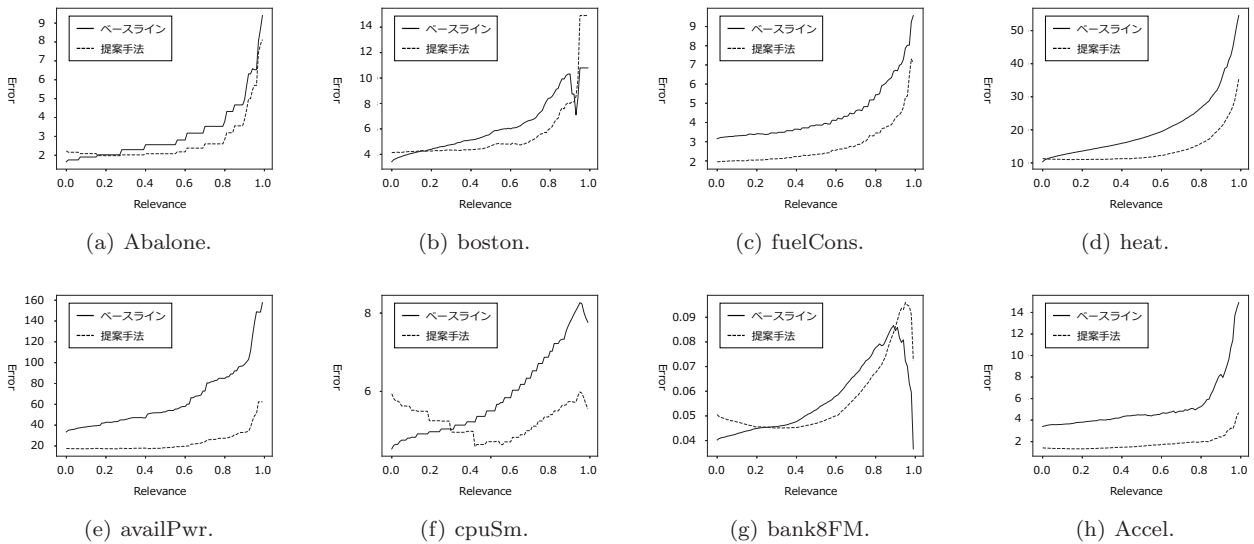 9
8
7
6
5
4
3
2
Error
ベースライン
提案手法
0.0 0.2 0.4 0.6 0.8 1.0
Relevance
(a) Abalone.
14
12
10
8
6
4
Error
ベースライン
提案手法
0.0 0.2 0.4 0.6 0.8 1.0
Relevance
(b) boston.
9
8
7
6
5
4
3
2
Error
ベースライン
提案手法
0.0 0.2 0.4 0.6 0.8 1.0
Relevance
(c) fuelCons.
50
40
30
20
10
Error
ベースライン
提案手法
0.0 0.2 0.4 0.6 0.8 1.0
Relevance
(d) heat.
160
140
120
100
80
60
40
20
Error
ベースライン
提案手法
0.0 0.2 0.4 0.6 0.8 1.0
Relevance
(e) availPwr.
8
6
Error
ベースライン
提案手法
0.0 0.2 0.4 0.6 0.8 1.0
Relevance
(f) cpuSm.
0.09
0.08
0.07
0.06
0.05
0.04
Error
ベースライン
提案手法
0.0 0.2 0.4 0.6 0.8 1.0
Relevance
(g) bank8FM.
14
12
10
8
6
4
2
Error
ベースライン
提案手法
0.0 0.2 0.4 0.6 0.8 1.0
Relevance
(h) Accel.